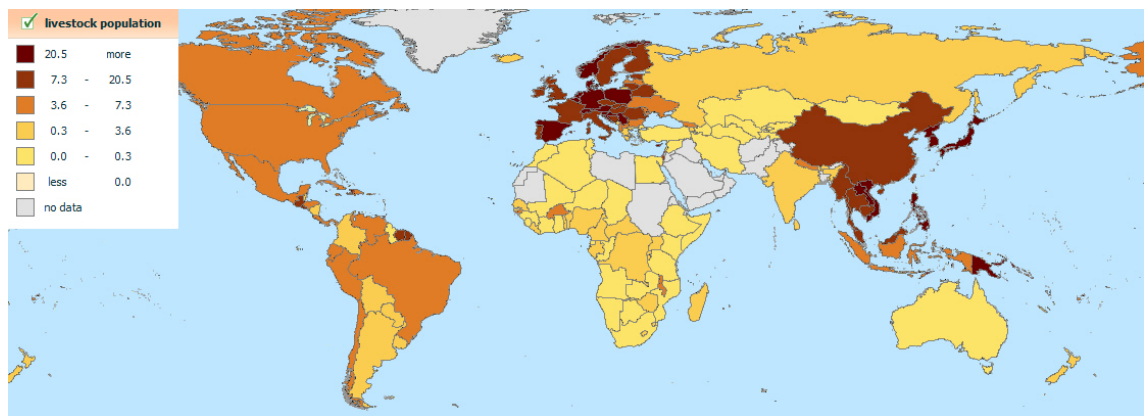 livestock population
20.5 more
7.3 - 20.5
3.6 - 7.3
0.3 - 3.6
0.0 - 0.3
less 0.0
no data